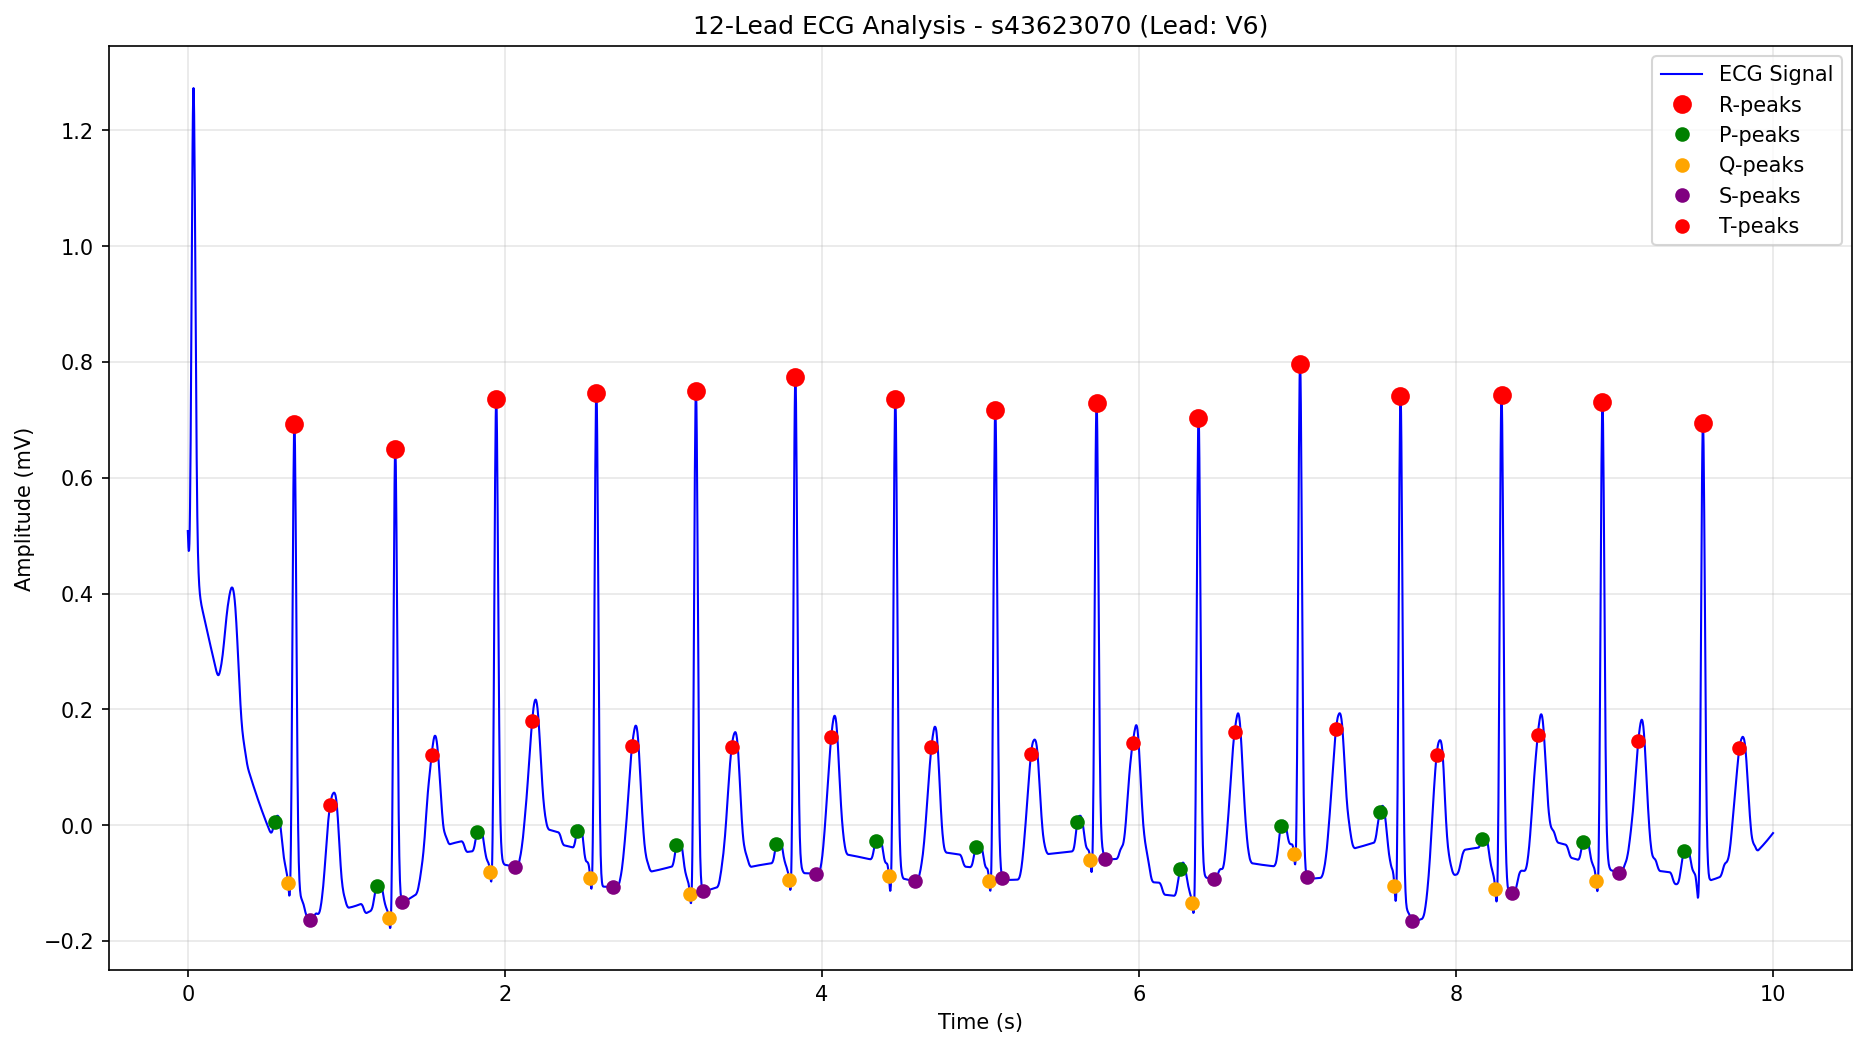 12-Lead ECG Analysis - s43623070 (Lead: V6)
ECG Signal
R-peaks
P-peaks
Q-peaks
S-peaks
T-peaks
Amplitude (mV)
1.2
1.0
0.8
0.6
0.4
0.2
0.0
−0.2
0 2 4 6 8 10
Time (s)